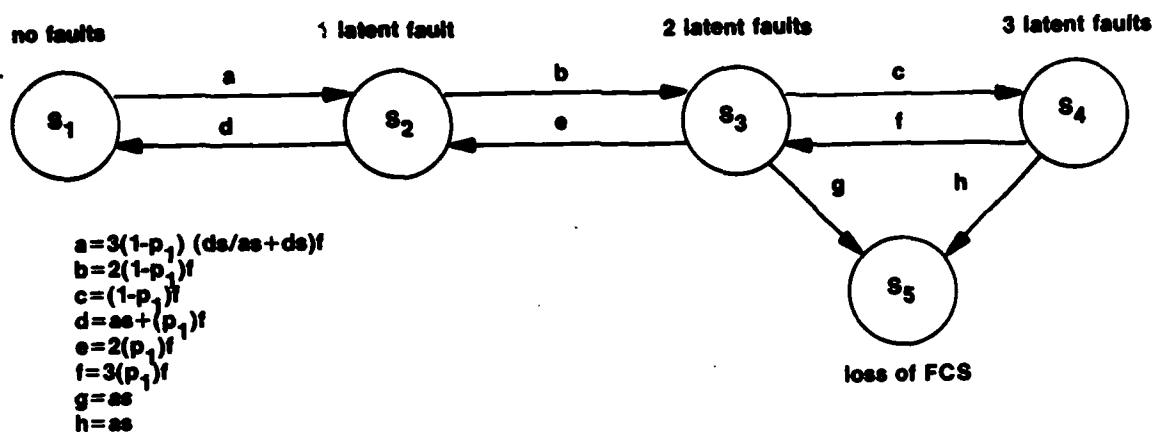 no faults
1 latent fault
2 latent faults
3 latent faults
a
b
c
S1
d
S2
e
S3
f
S4
g
h
a=3(1-p1) (ds/as+ds)f
b=2(1-p1)f
c=(1-p1)f
d=as+(p1)f
e=2(p1)f
f=3(p1)f
g=as
h=as
S5
loss of FCS